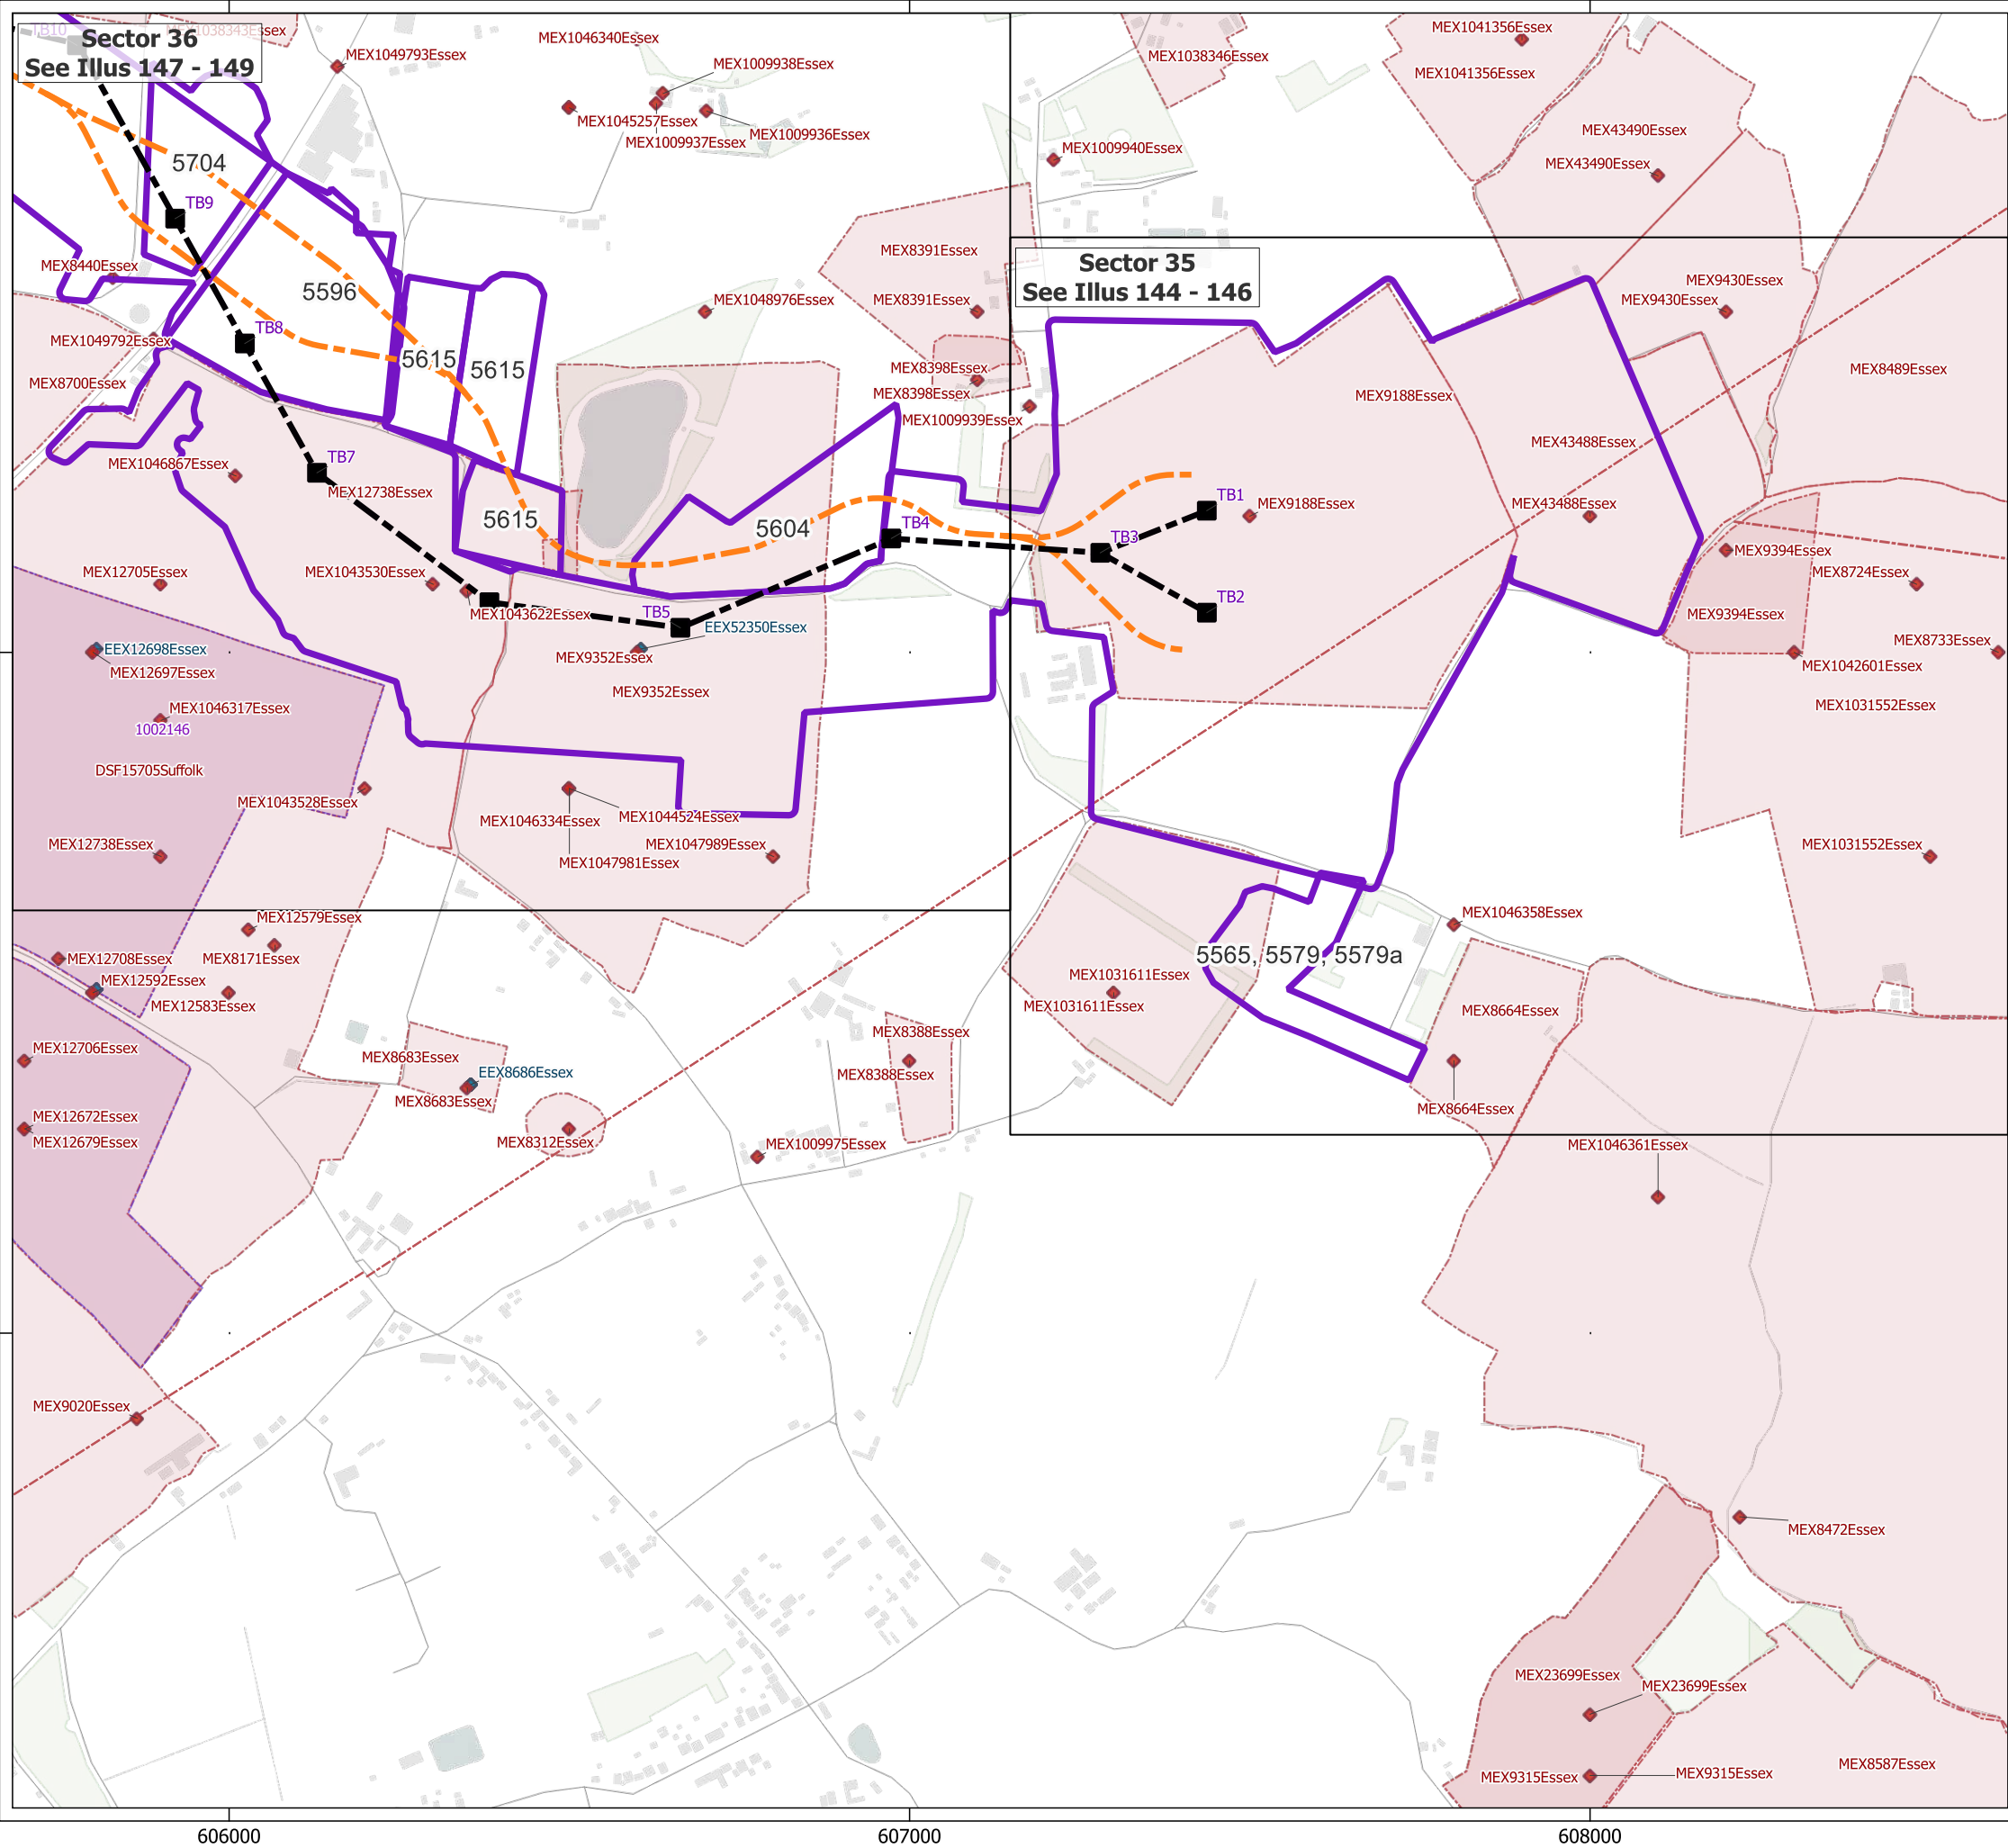 TB10
MEX1038343Essex
Sector 36
See Illus 147 - 149
MEX1049793Essex
MEX1046340Essex
MEX1009938Essex
MEX1045257Essex
MEX1009937Essex
MEX1009936Essex
MEX1038346Essex
MEX1041356Essex
MEX1041356Essex
MEX43490Essex
MEX43490Essex
MEX1009940Essex
5704
TB9
MEX8440Essex
5596
MEX1048976Essex
MEX8391Essex
MEX8391Essex
Sector 35
See Illus 144 - 146
MEX9430Essex
MEX9430Essex
MEX1049792Essex
TB8
MEX8700Essex
5615
5615
MEX8398Essex
MEX8398Essex
MEX1009939Essex
MEX9188Essex
MEX8489Essex
MEX43488Essex
MEX1046867Essex
TB7
MEX12738Essex
5615
5604
TB4
TB3
TB1
MEX9188Essex
MEX43488Essex
MEX9394Essex
MEX8724Essex
MEX12705Essex
MEX1043530Essex
MEX1043622Essex
TB5
EEX52350Essex
TB2
MEX9394Essex
MEX8733Essex
EEX12698Essex
MEX12697Essex
MEX9352Essex
MEX9352Essex
MEX1042601Essex
MEX1046317Essex
1002146
MEX1031552Essex
DSF15705Suffolk
MEX1043528Essex
MEX1046334Essex
MEX1044524Essex
MEX12738Essex
MEX1047989Essex
MEX1047981Essex
MEX1031552Essex
MEX12579Essex
MEX1046358Essex
MEX12708Essex
MEX8171Essex
5565, 5579, 5579a
MEX12592Essex
MEX12583Essex
MEX1031611Essex
MEX1031611Essex
MEX8664Essex
MEX12706Essex
MEX8683Essex
EEX8686Essex
MEX8683Essex
MEX8388Essex
MEX8388Essex
MEX8664Essex
MEX12672Essex
MEX12679Essex
MEX8312Essex
MEX1009975Essex
MEX1046361Essex
MEX9020Essex
MEX8472Essex
MEX23699Essex
MEX23699Essex
MEX9315Essex
MEX9315Essex
MEX8587Essex
606000
607000
608000